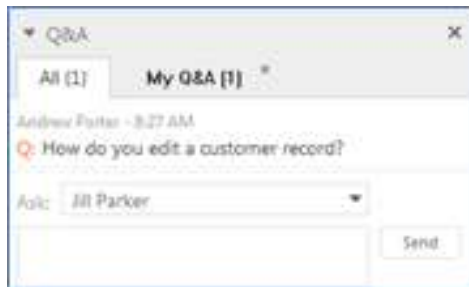 Q&A
All (1) My Q&A (1) *
Andrew Porter - 8:27 AM
Q: How do you edit a customer record?
Ask: Jill Parker
Send